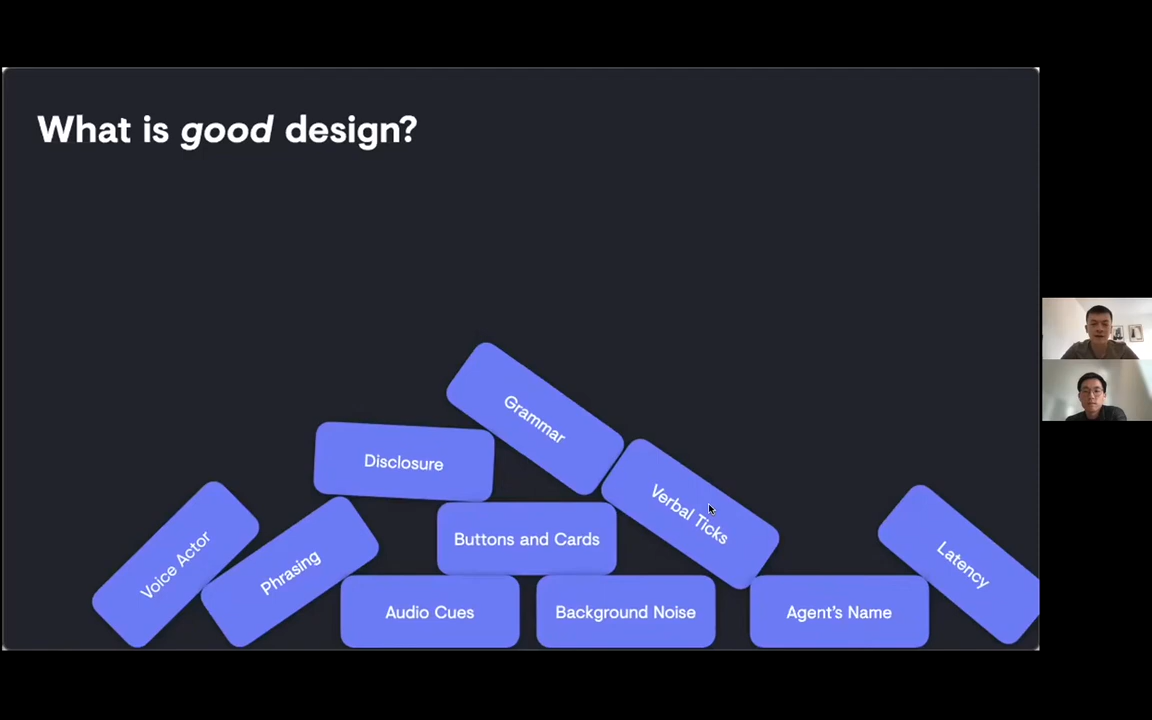 What is good design?
Grammar
Disclosure
Verbal Ticks
Buttons and Cards
Voice Actor
Phrasing
Latency
Audio Cues
Background Noise
Agent's Name